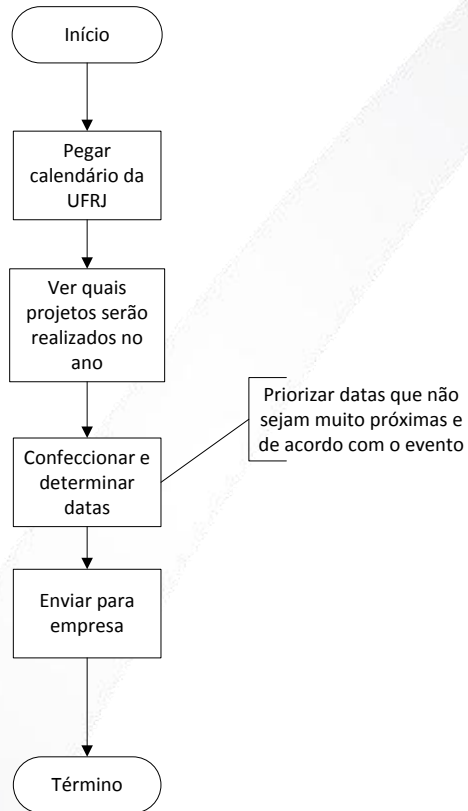 Início
Pegar
calendário da
UFRJ
Ver quais
projetos serão
realizados no
ano
Priorizar datas que não
sejam muito próximas e
de acordo com o evento
Confeccionar e
determinar
datas
Enviar para
empresa
Término